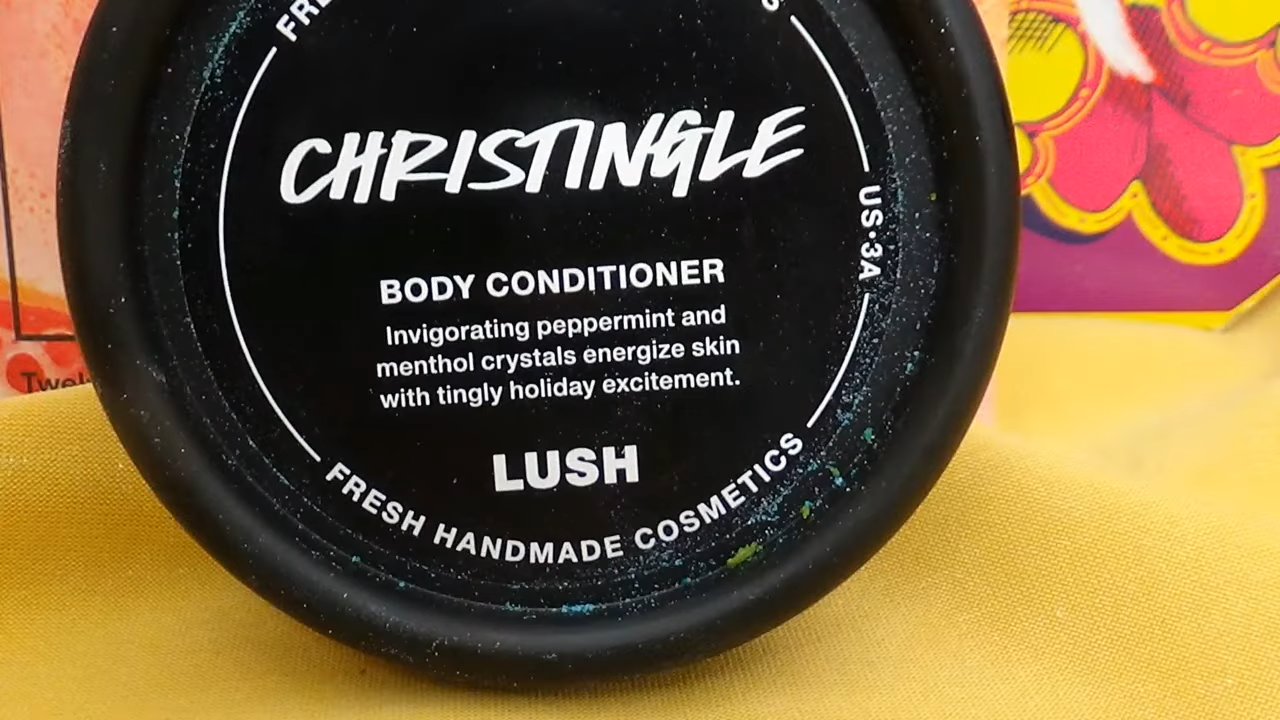 CHRISTINGLE
US·3A
BODY CONDITIONER
Invigorating peppermint and
menthol crystals energize skin
with tingly holiday excitement.
LUSH
FRESH HANDMADE COSMETICS